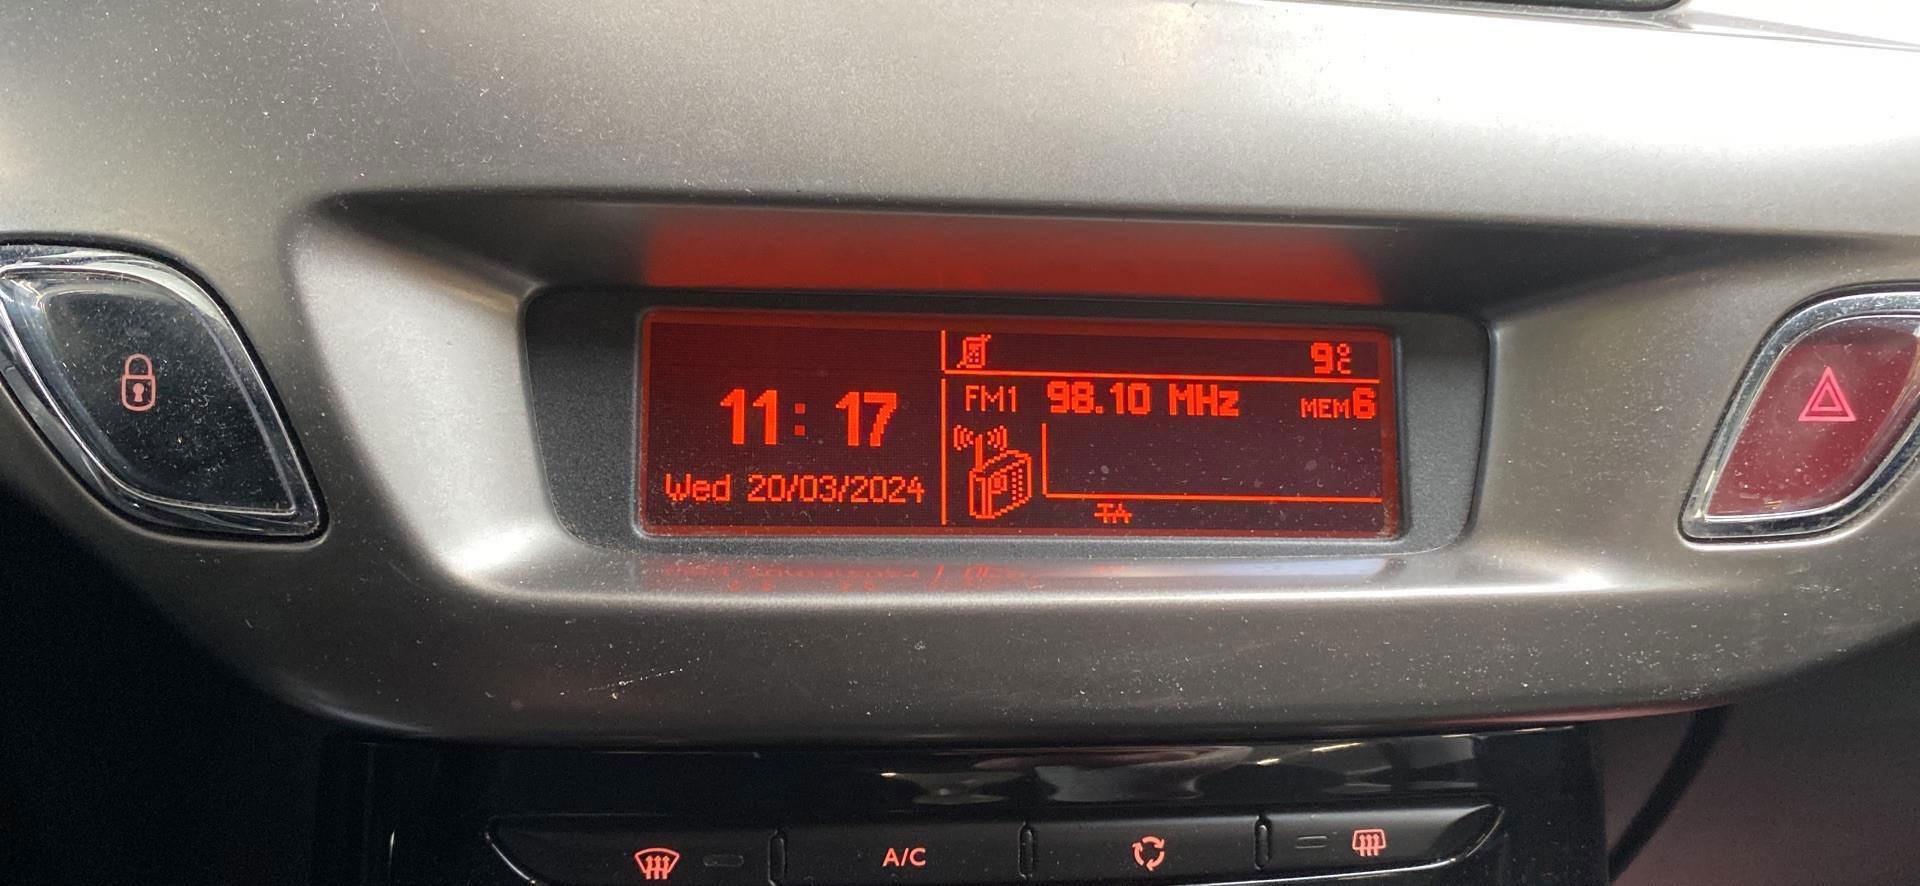 11:17
Wed 20/03/2024
9°C
FM1 98.10 MHz MEM6
TA
A/C